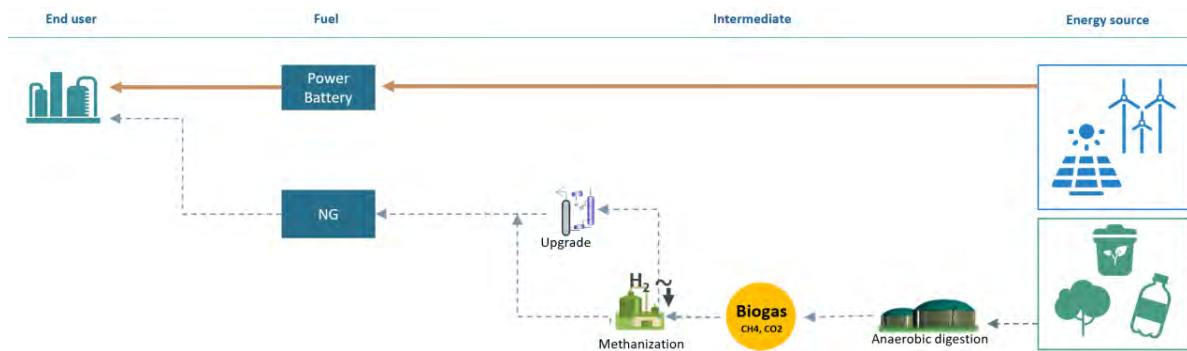 End user
Fuel
Intermediate
Energy source
Power
Battery
NG
Upgrade
H2 ~
Methanization
Biogas
CH4, CO2
Anaerobic digestion